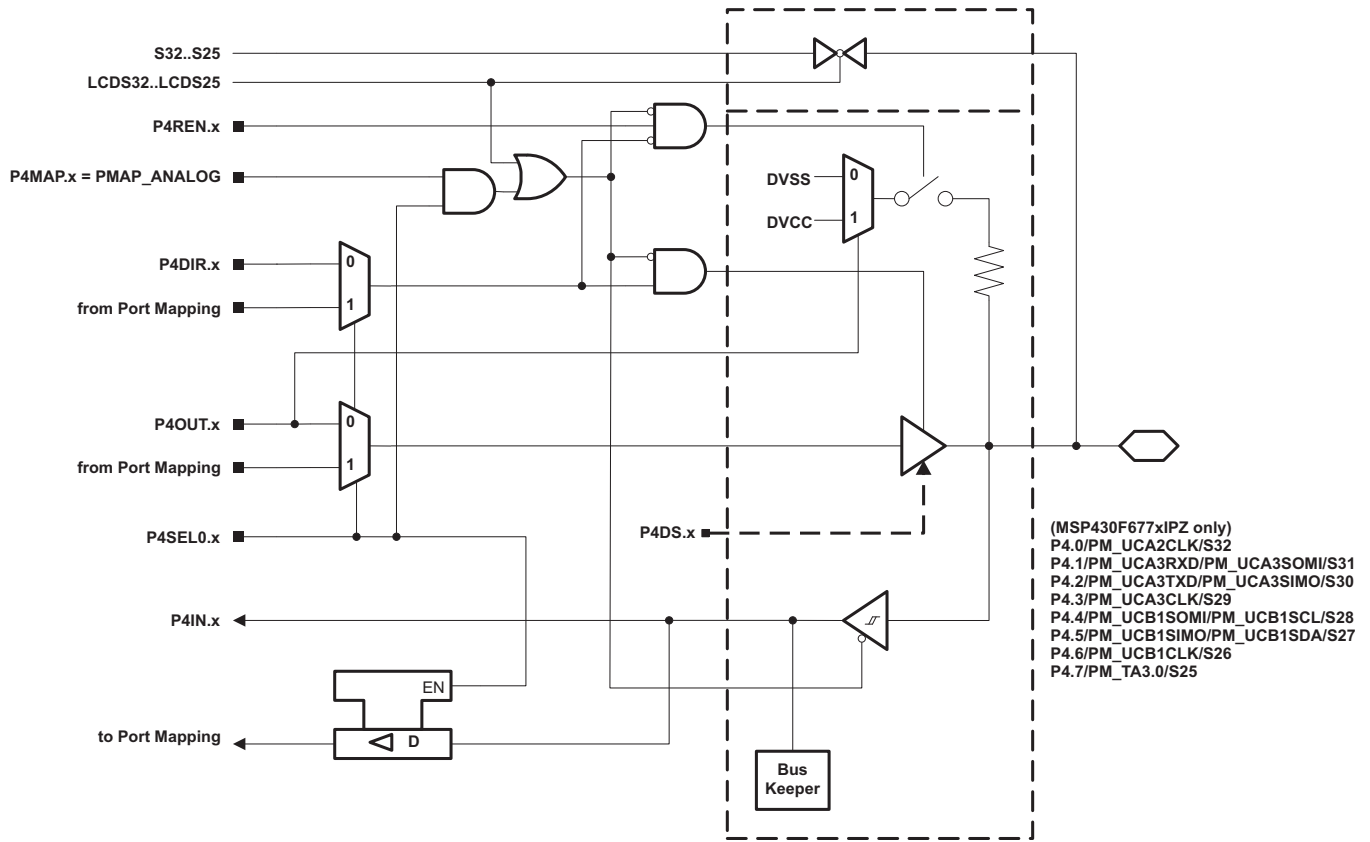 S32..S25
LCDS32..LCDS25
P4REN.x
P4MAP.x = PMAP_ANALOG
DVSS
0
DVCC
1
P4DIR.x
0
from Port Mapping
1
P4OUT.x
0
from Port Mapping
1
P4SEL0.x
P4DS.x
(MSP430F677xIPZ only)
P4.0/PM_UCA2CLK/S32
P4.1/PM_UCA3RXD/PM_UCA3SOMI/S31
P4.2/PM_UCA3TXD/PM_UCA3SIMO/S30
P4.3/PM_UCA3CLK/S29
P4.4/PM_UCB1SOMI/PM_UCB1SCL/S28
P4.5/PM_UCB1SIMO/PM_UCB1SDA/S27
P4.6/PM_UCB1CLK/S26
P4.7/PM_TA3.0/S25
P4IN.x
EN
to Port Mapping
D
Bus
Keeper